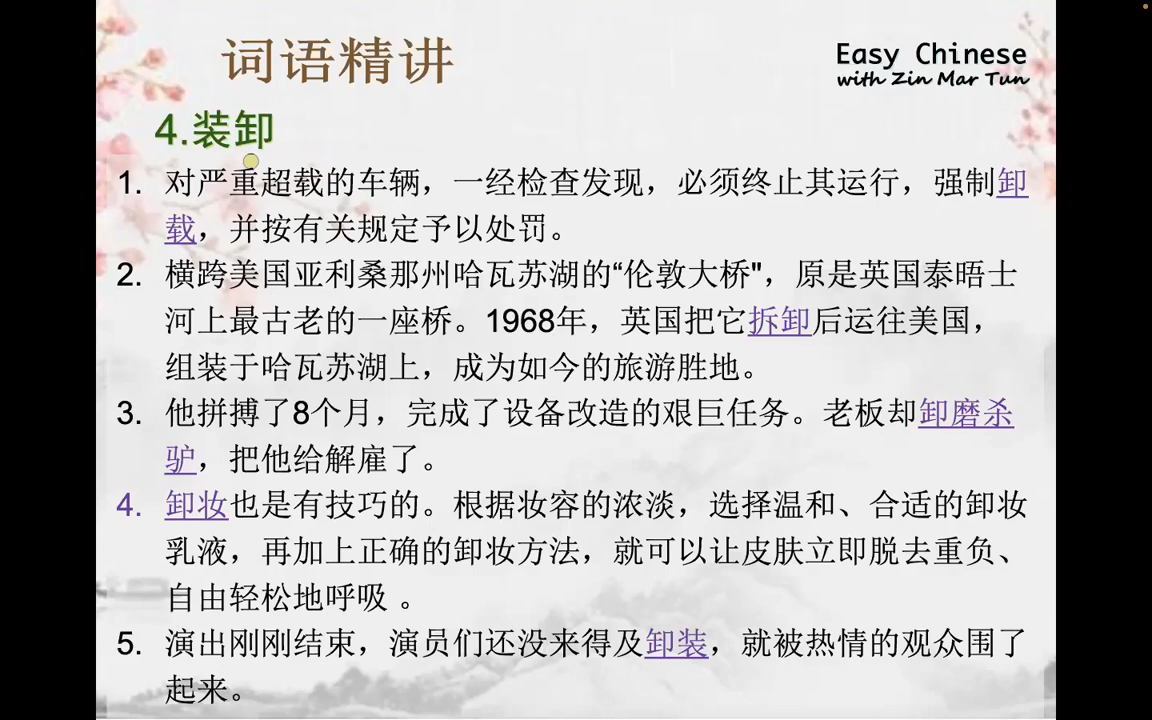 词语精讲
Easy Chinese
with Zin Mar Tun
4.装卸
1. 对严重超载的车辆，一经检查发现，必须终止其运行，强制卸
载，并按有关规定予以处罚。
2. 横跨美国亚利桑那州哈瓦苏湖的“伦敦大桥"，原是英国泰晤士
河上最古老的一座桥。1968年，英国把它拆卸后运往美国，
组装于哈瓦苏湖上，成为如今的旅游胜地。
3. 他拼搏了8个月，完成了设备改造的艰巨任务。老板却卸磨杀
驴，把他给解雇了。
4. 卸妆也是有技巧的。根据妆容的浓淡，选择温和、合适的卸妆
乳液，再加上正确的卸妆方法，就可以让皮肤立即脱去重负、
自由轻松地呼吸 。
5. 演出刚刚结束，演员们还没来得及卸装，就被热情的观众围了
起来。